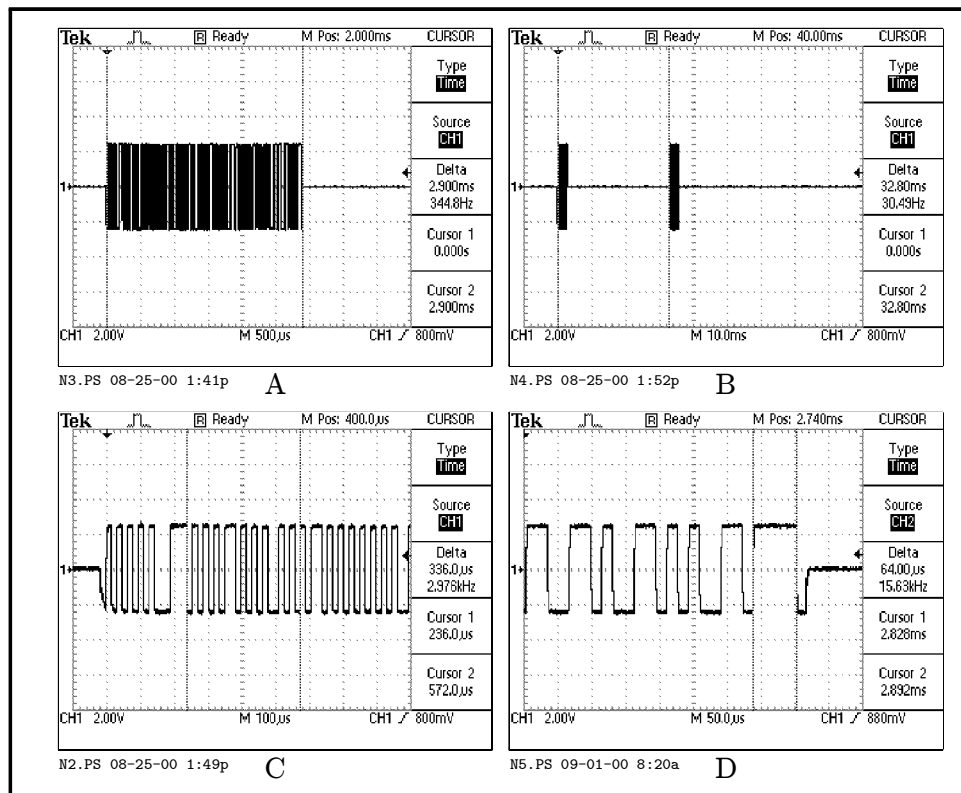 Tek R Ready M Pos: 2.000ms CURSOR
Type
Time
Source
CH1
Delta
2.900ms
344.8Hz
Cursor 1
0.000s
Cursor 2
2.900ms
1
CH1 2.00V M 500µs CH1 800mV
N3.PS 08-25-00 1:41p A
Tek R Ready M Pos: 40.00ms CURSOR
Type
Time
Source
CH1
Delta
32.80ms
30.49Hz
Cursor 1
0.000s
Cursor 2
32.80ms
1
CH1 2.00V M 10.0ms CH1 800mV
N4.PS 08-25-00 1:52p B
Tek R Ready M Pos: 400.0µs CURSOR
Type
Time
Source
CH1
Delta
336.0µs
2.976kHz
Cursor 1
236.0µs
Cursor 2
572.0µs
1
CH1 2.00V M 100µs CH1 800mV
N2.PS 08-25-00 1:49p C
Tek R Ready M Pos: 2.740ms CURSOR
Type
Time
Source
CH2
Delta
64.00µs
15.63kHz
Cursor 1
2.828ms
Cursor 2
2.892ms
1
CH1 2.00V M 50.0µs CH1 880mV
N5.PS 09-01-00 8:20a D